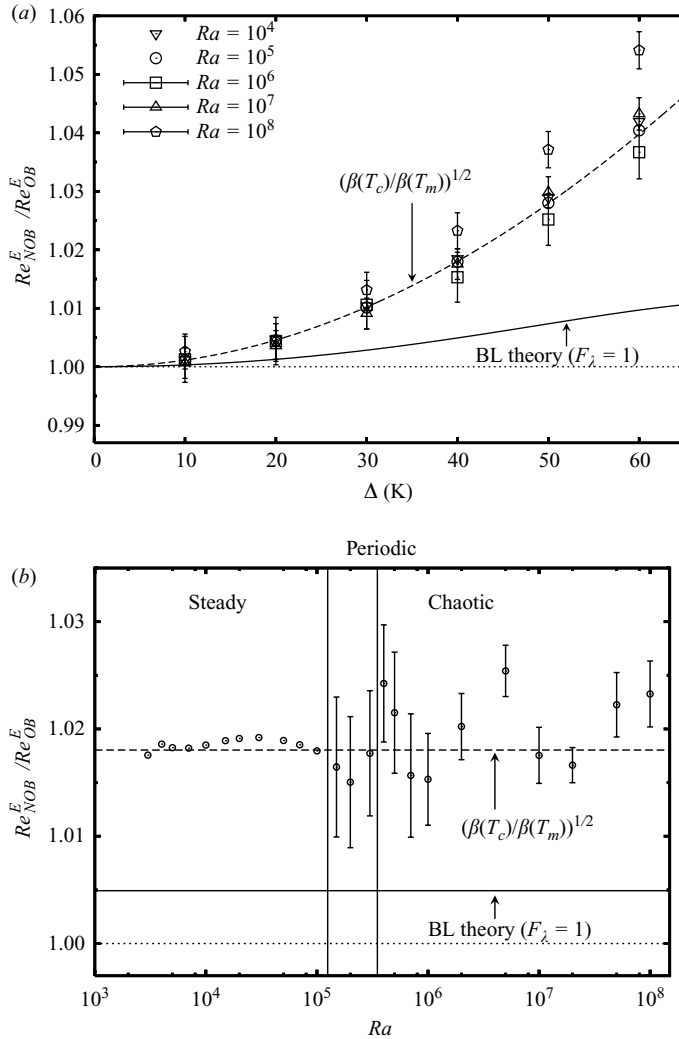 (a)
1.06
1.05
1.04
1.03
1.02
1.01
1.00
0.99
Re^E_NOB / Re^E_OB
Ra = 10^4
Ra = 10^5
Ra = 10^6
Ra = 10^7
Ra = 10^8
(β(T_c)/β(T_m))^1/2
BL theory (F_λ = 1)
0 10 20 30 40 50 60
Δ (K)
Periodic
(b)
Steady Chaotic
1.03
1.02
1.01
1.00
Re^E_NOB / Re^E_OB
(β(T_c)/β(T_m))^1/2
BL theory (F_λ = 1)
10^3 10^4 10^5 10^6 10^7 10^8
Ra